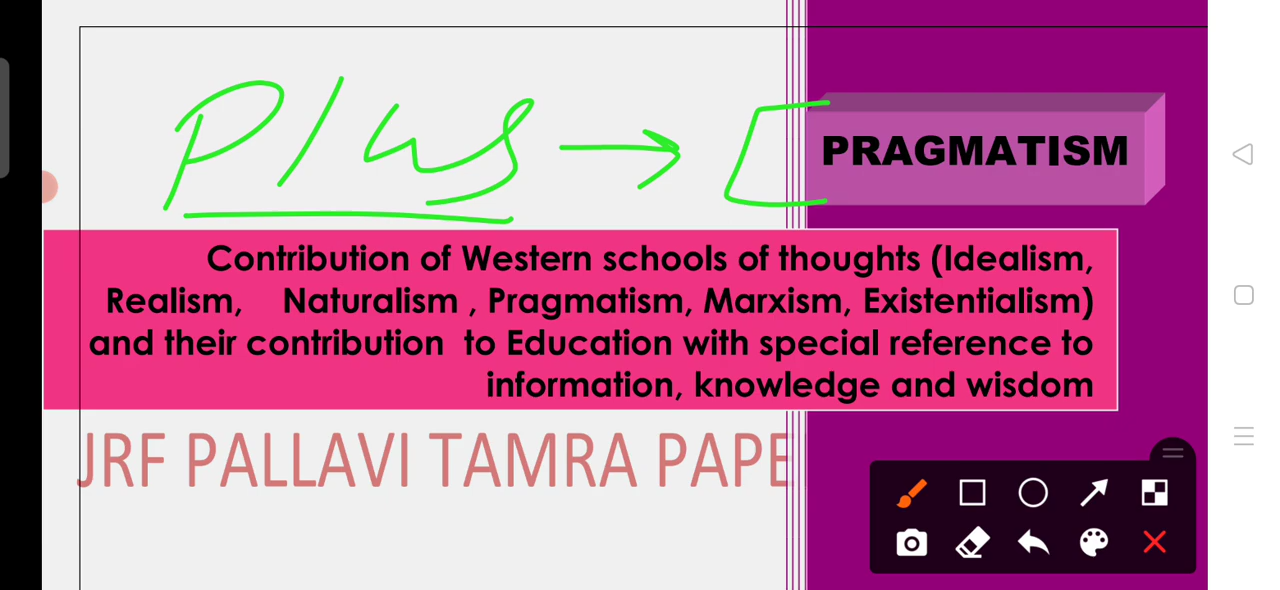 Plus → [
PRAGMATISM
Contribution of Western schools of thoughts (Idealism,
Realism, Naturalism , Pragmatism, Marxism, Existentialism)
and their contribution to Education with special reference to
information, knowledge and wisdom
JRF PALLAVI TAMRA PAPE